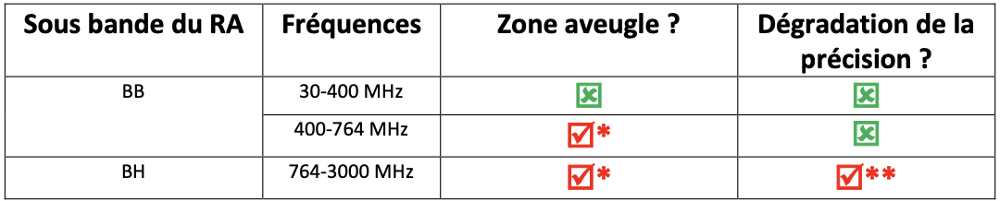 Sous bande du RA Fréquences Zone aveugle ? Dégradation de la
précision ?
BB 30-400 MHz ☒ ☒
400-764 MHz ☑* ☒
BH 764-3000 MHz ☑* ☑**